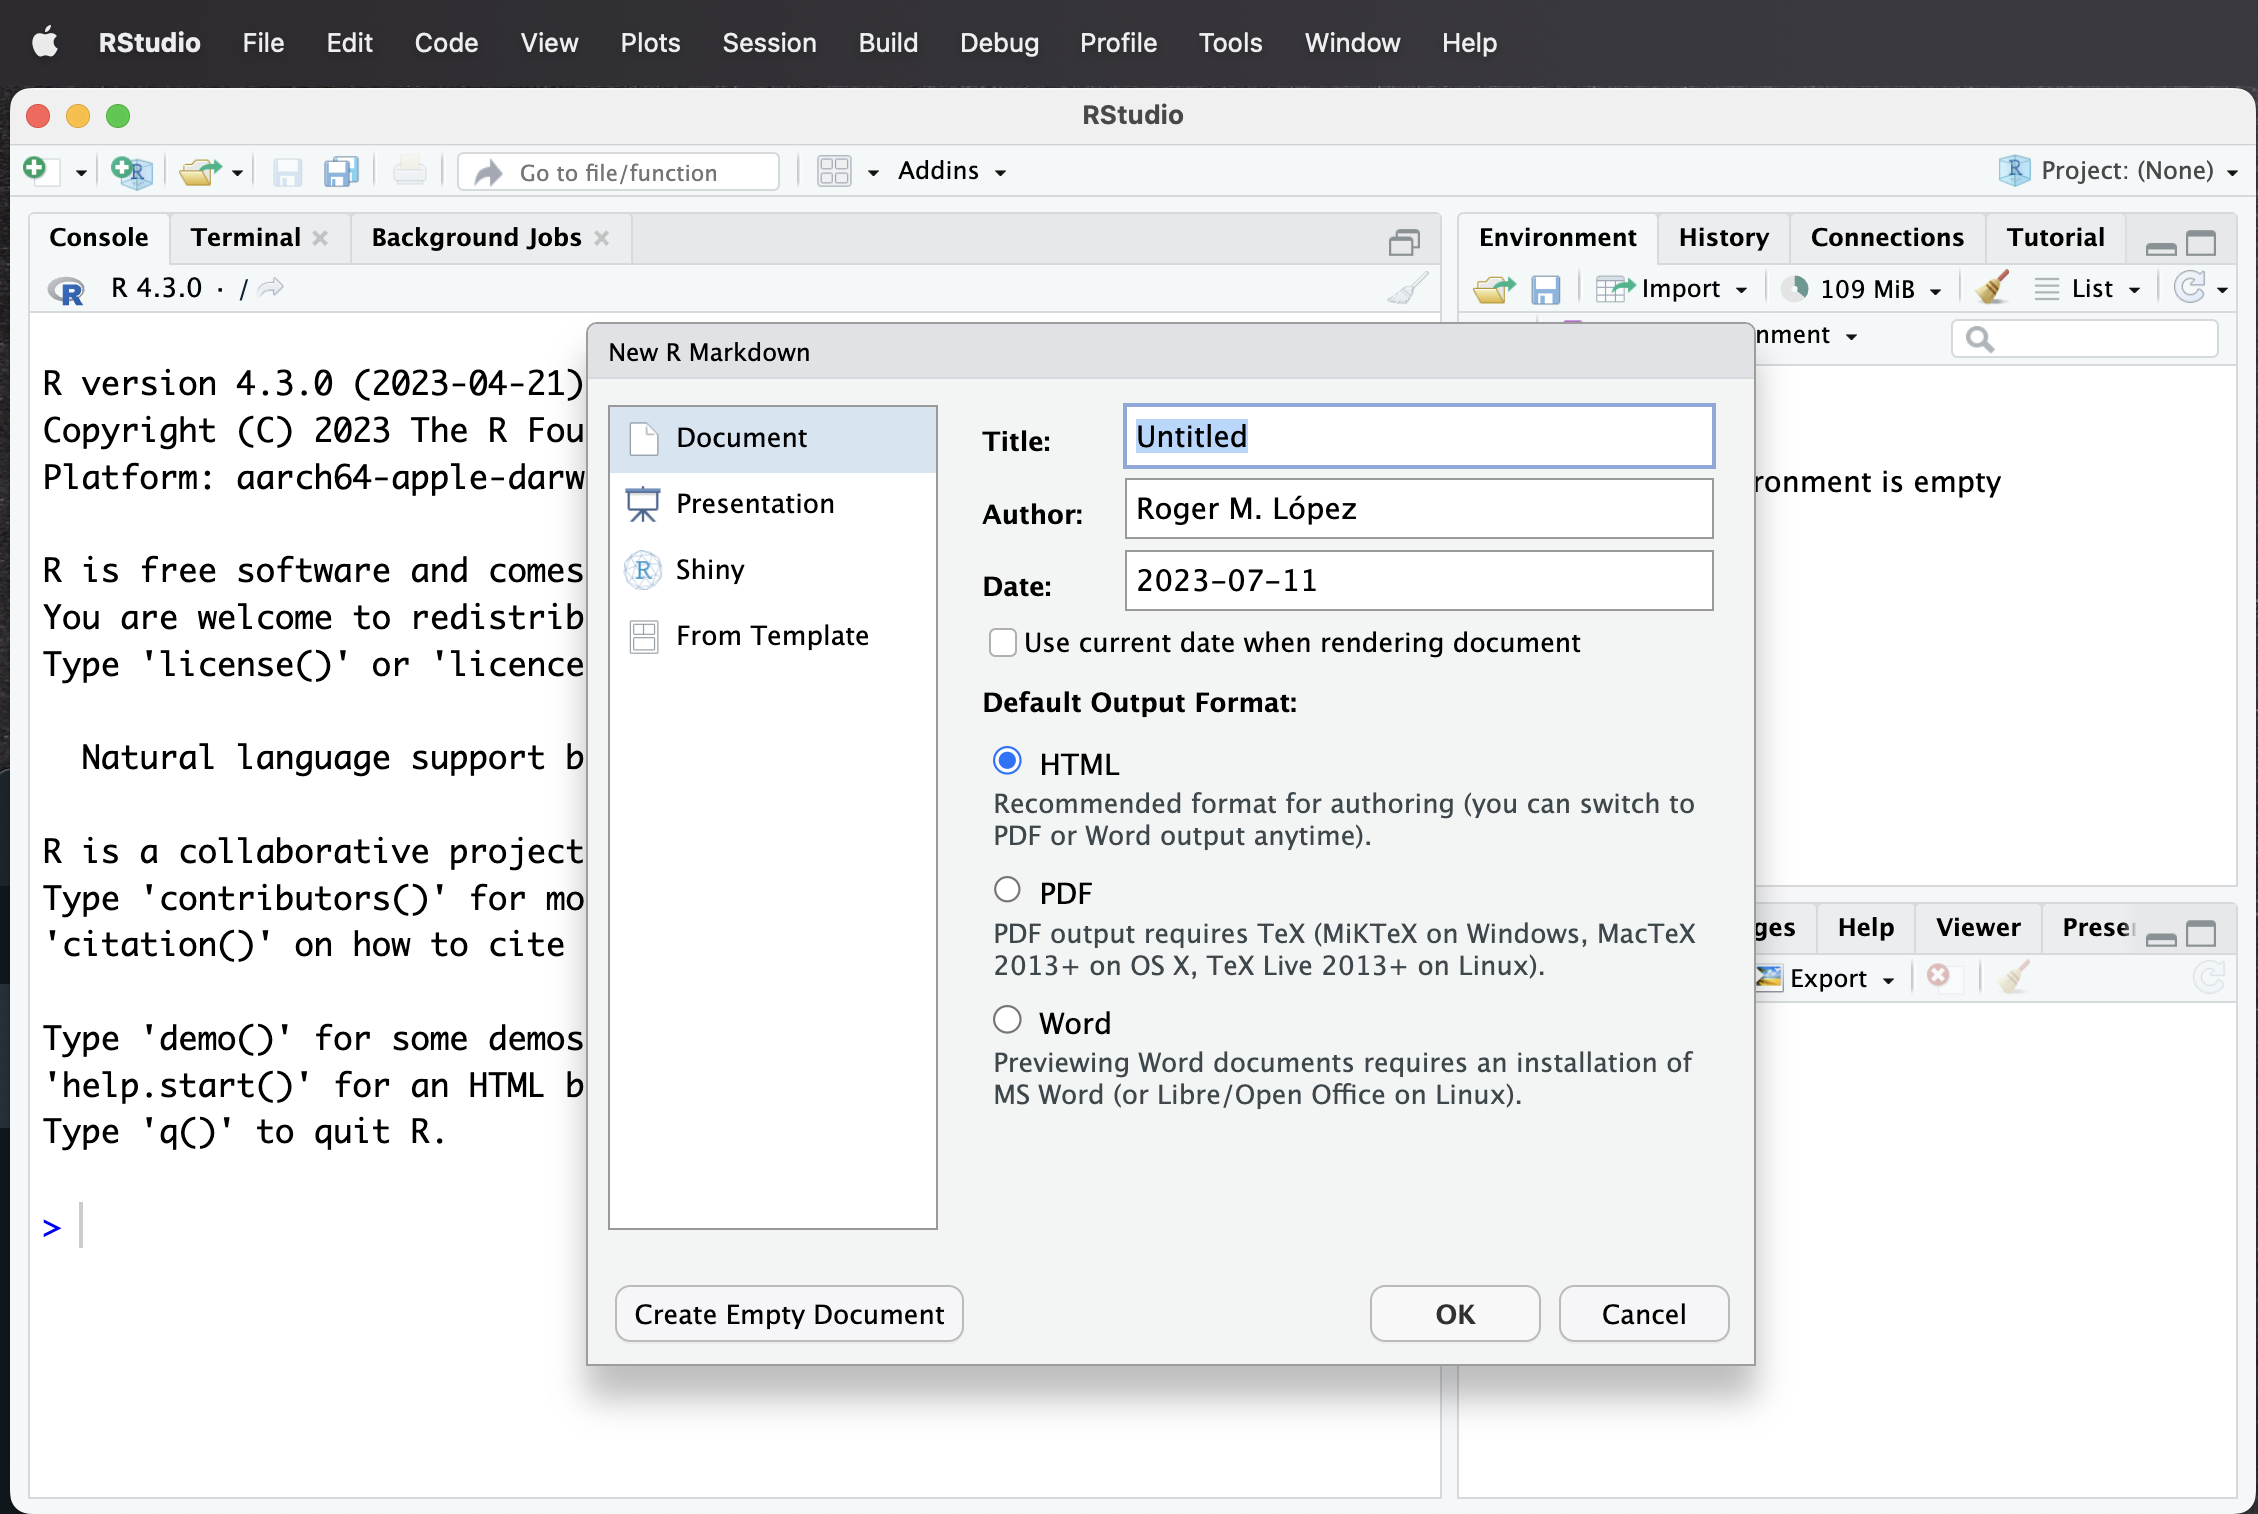 RStudio File Edit Code View Plots Session Build Debug Profile Tools Window Help
RStudio
Go to file/function Addins Project: (None)
Console Terminal Background Jobs
R 4.3.0 · /
R version 4.3.0 (2023-04-21)
Copyright (C) 2023 The R Fou
Platform: aarch64-apple-darw
R is free software and comes
You are welcome to redistrib
Type 'license()' or 'licence
Natural language support b
R is a collaborative project
Type 'contributors()' for mo
'citation()' on how to cite
Type 'demo()' for some demos
'help.start()' for an HTML b
Type 'q()' to quit R.
>
New R Markdown
Document
Presentation
Shiny
From Template
Title: Untitled
Author: Roger M. López
Date: 2023-07-11
Use current date when rendering document
Default Output Format:
HTML
Recommended format for authoring (you can switch to
PDF or Word output anytime).
PDF
PDF output requires TeX (MiKTeX on Windows, MacTeX
2013+ on OS X, TeX Live 2013+ on Linux).
Word
Previewing Word documents requires an installation of
MS Word (or Libre/Open Office on Linux).
Create Empty Document OK Cancel
Environment History Connections Tutorial
Import 109 MiB List
nment
ronment is empty
ges Help Viewer Prese
Export